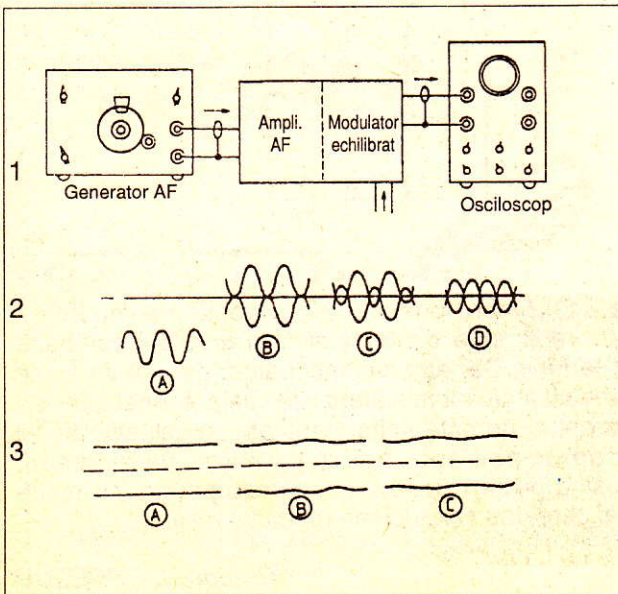 1
Generator AF
Ampli.
AF
Modulator
echilibrat
Osciloscop
2
A
B
C
D
3
A
B
C